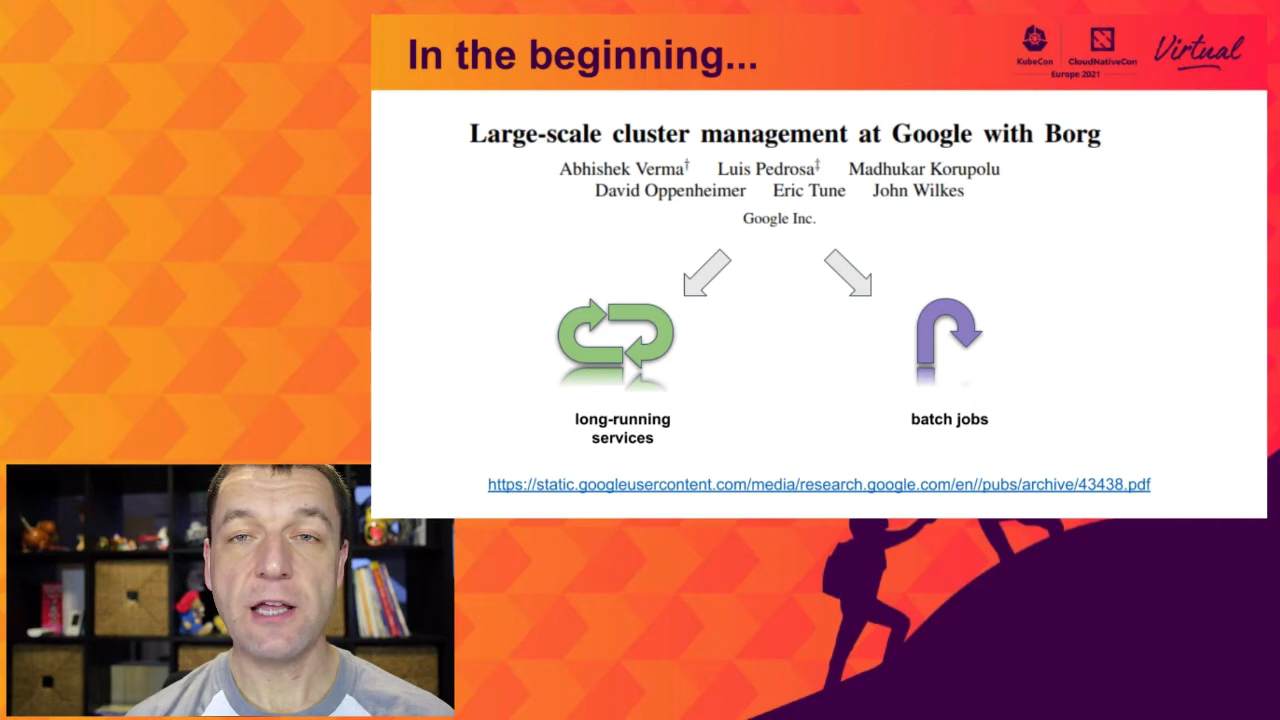 In the beginning...
KubeCon
CloudNativeCon
Europe 2021
Virtual
Large-scale cluster management at Google with Borg
Abhishek Verma† Luis Pedrosa‡ Madhukar Korupolu
David Oppenheimer Eric Tune John Wilkes
Google Inc.
long-running
services
batch jobs
https://static.googleusercontent.com/media/research.google.com/en//pubs/archive/43438.pdf